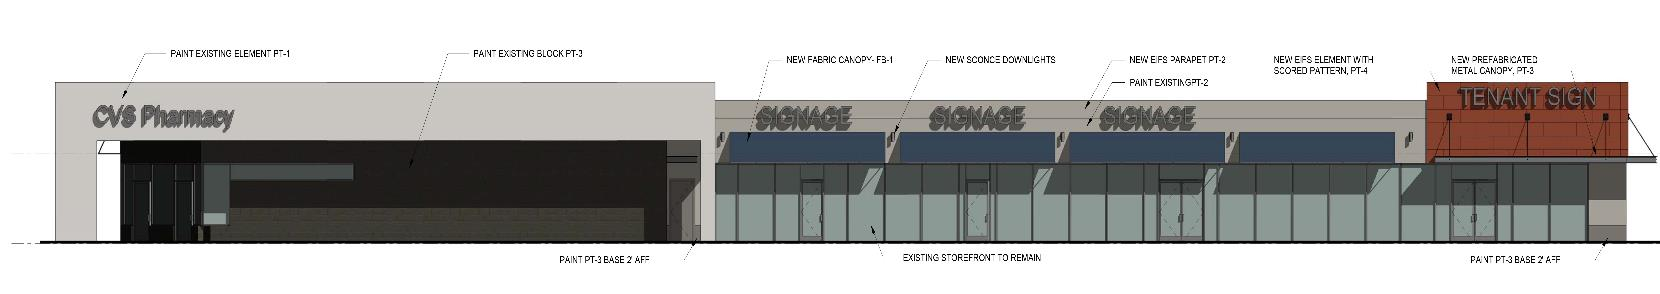 PAINT EXISTING ELEMENT PT-1
PAINT EXISTING BLOCK PT-3
NEW FABRIC CANOPY- FB-1
NEW SCONCE DOWNLIGHTS
NEW EIFS PARAPET PT-2
PAINT EXISTINGPT-2
NEW EIFS ELEMENT WITH
SCORED PATTERN, PT-4
NEW PREFABRICATED
METAL CANOPY, PT-3
CVS Pharmacy
SIGNAGE
SIGNAGE
SIGNAGE
TENANT SIGN
PAINT PT-3 BASE 2' AFF
EXISTING STOREFRONT TO REMAIN
PAINT PT-3 BASE 2' AFF